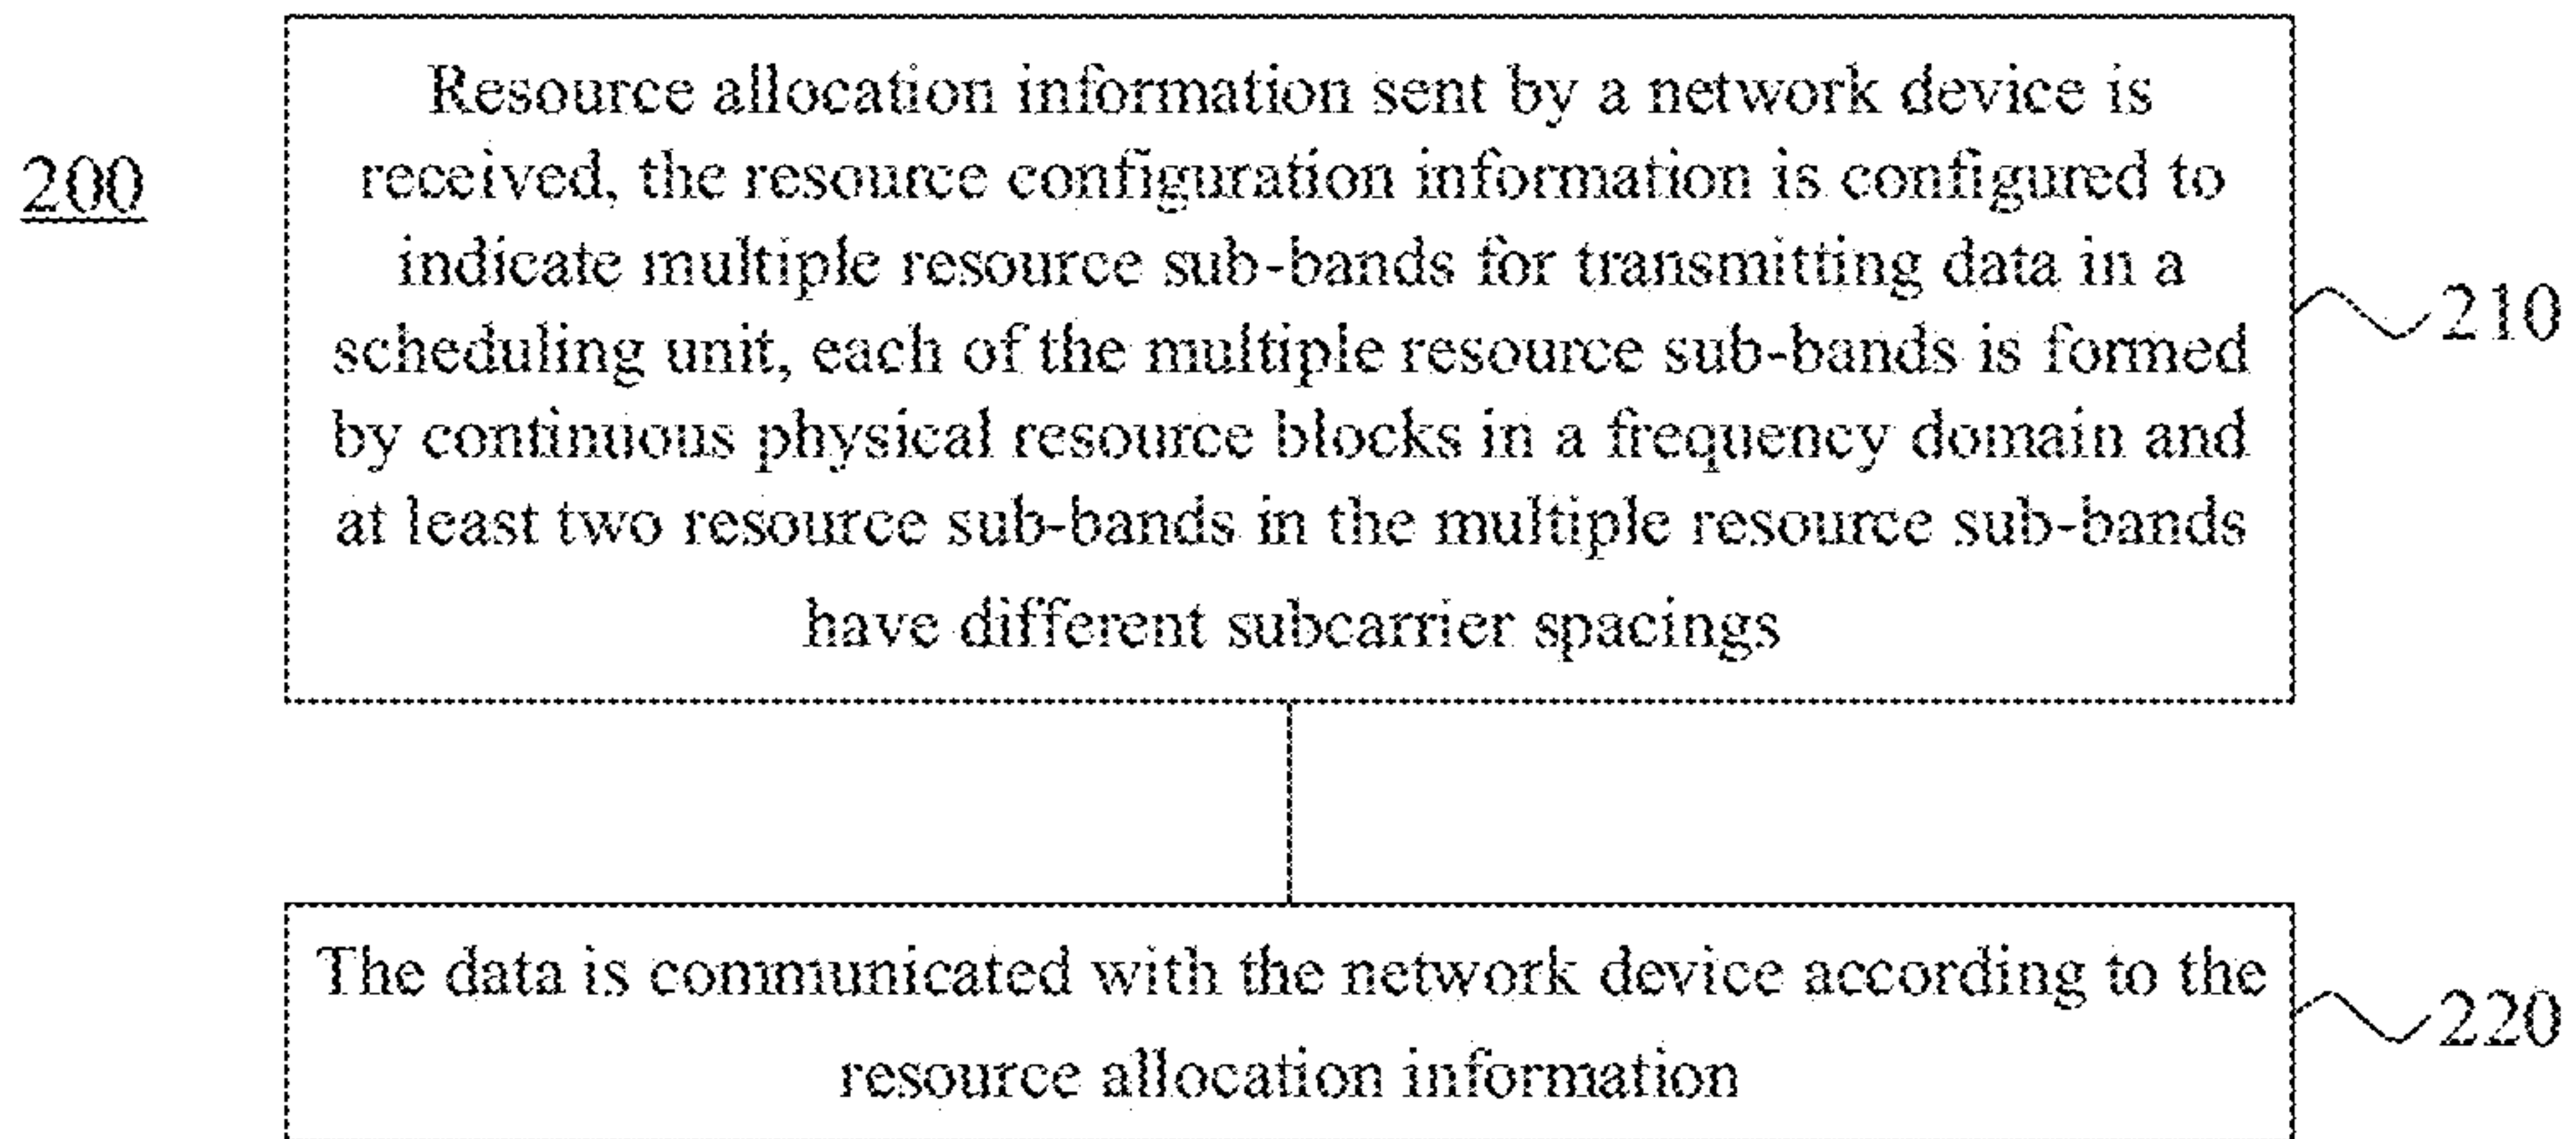 200
Resource allocation information sent by a network device is
received, the resource configuration information is configured to
indicate multiple resource sub-bands for transmitting data in a
scheduling unit, each of the multiple resource sub-bands is formed
by continuous physical resource blocks in a frequency domain and
at least two resource sub-bands in the multiple resource sub-bands
have different subcarrier spacings
210
The data is communicated with the network device according to the
resource allocation information
220